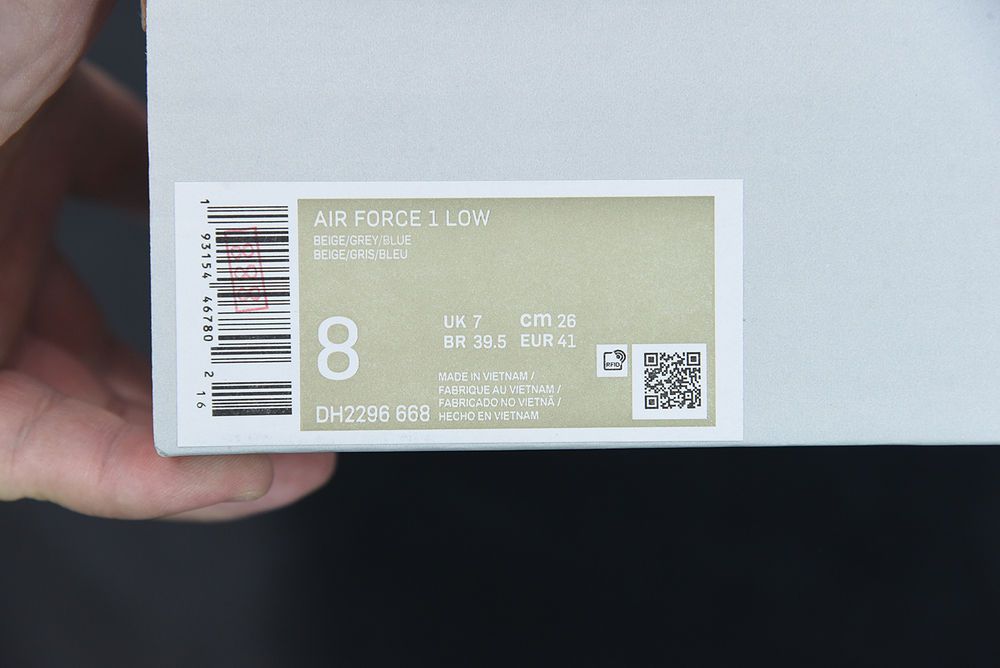 AIR FORCE 1 LOW
BEIGE/GREY/BLUE
BEIGE/GRIS/BLEU
8
UK 7 cm 26
BR 39.5 EUR 41
MADE IN VIETNAM /
FABRIQUE AU VIETNAM /
FABRICADO NO VIETNÃ /
HECHO EN VIETNAM
DH2296 668
RFID
1 93154 46780 2 16
888